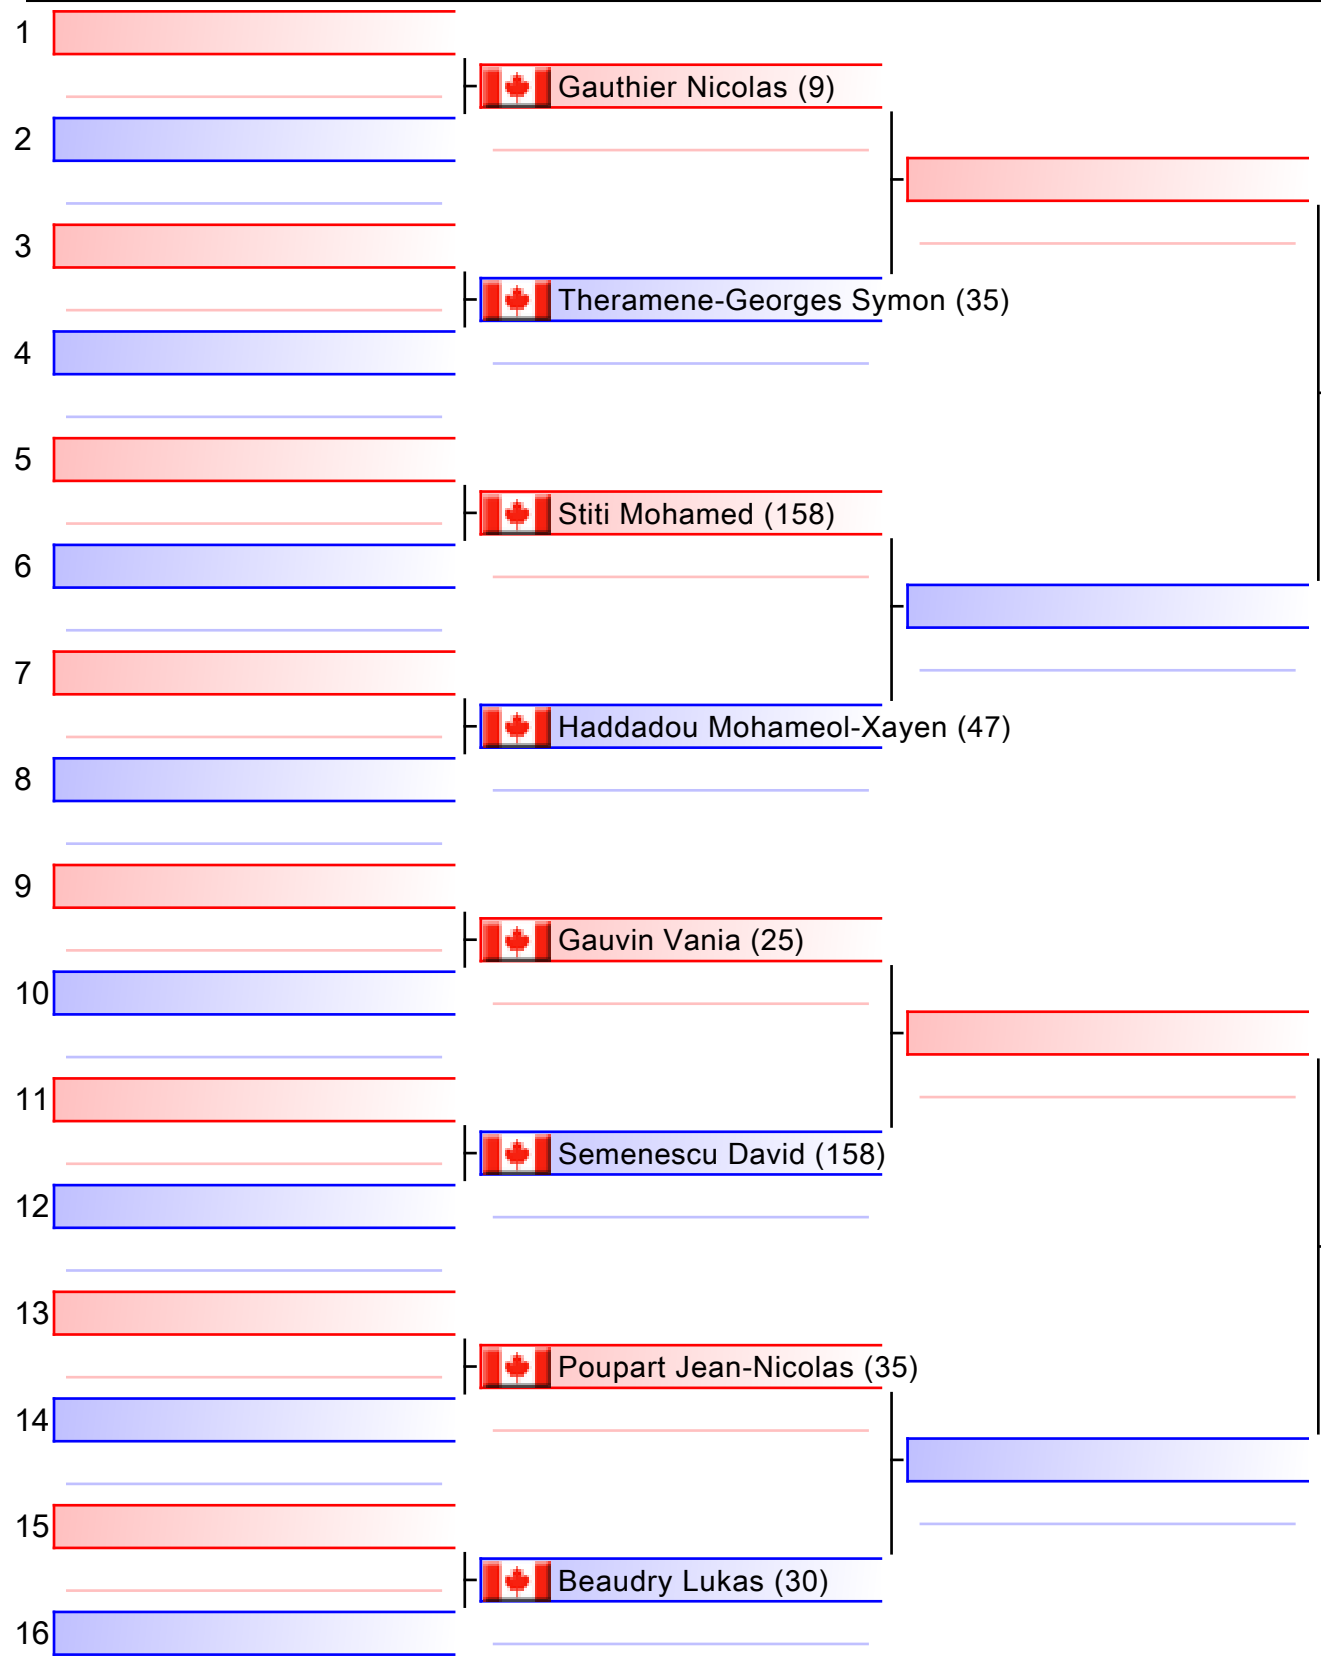 1
Gauthier Nicolas (9)
2
3
Theramene-Georges Symon (35)
4
5
Stiti Mohamed (158)
6
7
Haddadou Mohameol-Xayen (47)
8
9
Gauvin Vania (25)
10
11
Semenescu David (158)
12
13
Poupart Jean-Nicolas (35)
14
15
Beaudry Lukas (30)
16